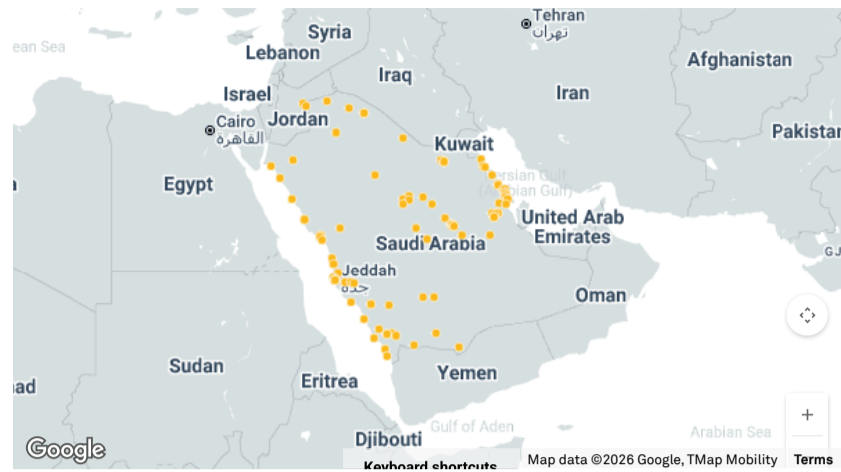 Tehran
تهران
Syria
ean Sea
Lebanon
Afghanistan
Iraq
Israel
Iran
Cairo
القاهرة
Jordan
Pakistan
Kuwait
Persian Gulf
(Arabian Gulf)
Egypt
United Arab
Emirates
Saudi Arabia
Jeddah
جدة
Oman
Sudan
Eritrea
Yemen
ad
Gulf of Aden
Arabian Sea
Djibouti
Google
Keyboard shortcuts
Map data ©2026 Google, TMap Mobility
Terms